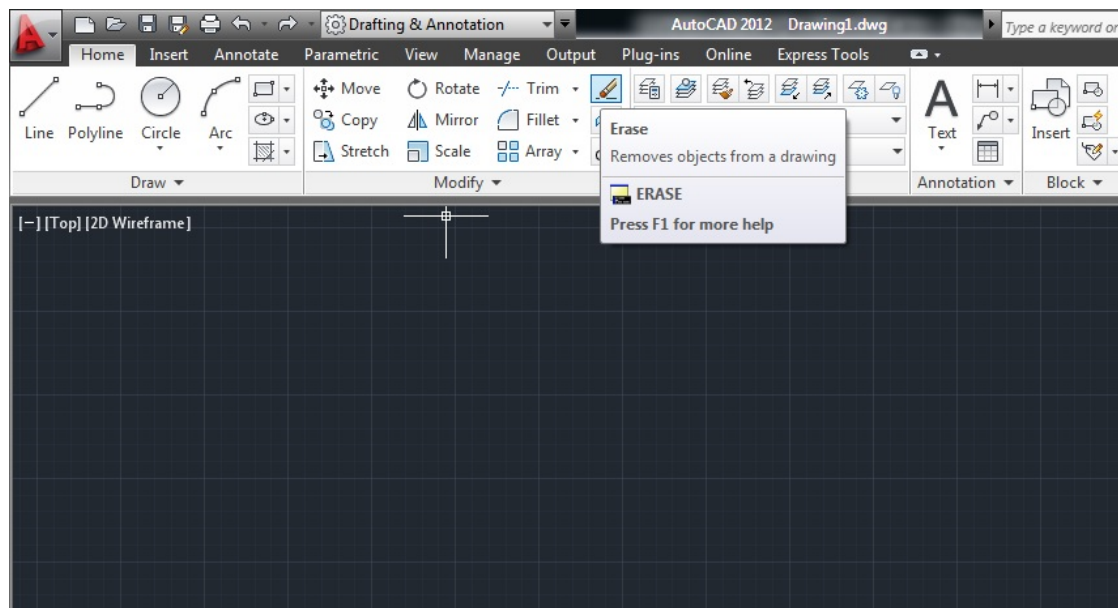 Drafting & Annotation AutoCAD 2012 Drawing1.dwg Type a keyword or
Home Insert Annotate Parametric View Manage Output Plug-ins Online Express Tools
Line Polyline Circle Arc
Move Rotate Trim
Copy Mirror Fillet
Stretch Scale Array
Text Insert
Draw Modify Annotation Block
Erase
Removes objects from a drawing
ERASE
Press F1 for more help
[−] [Top] [2D Wireframe]